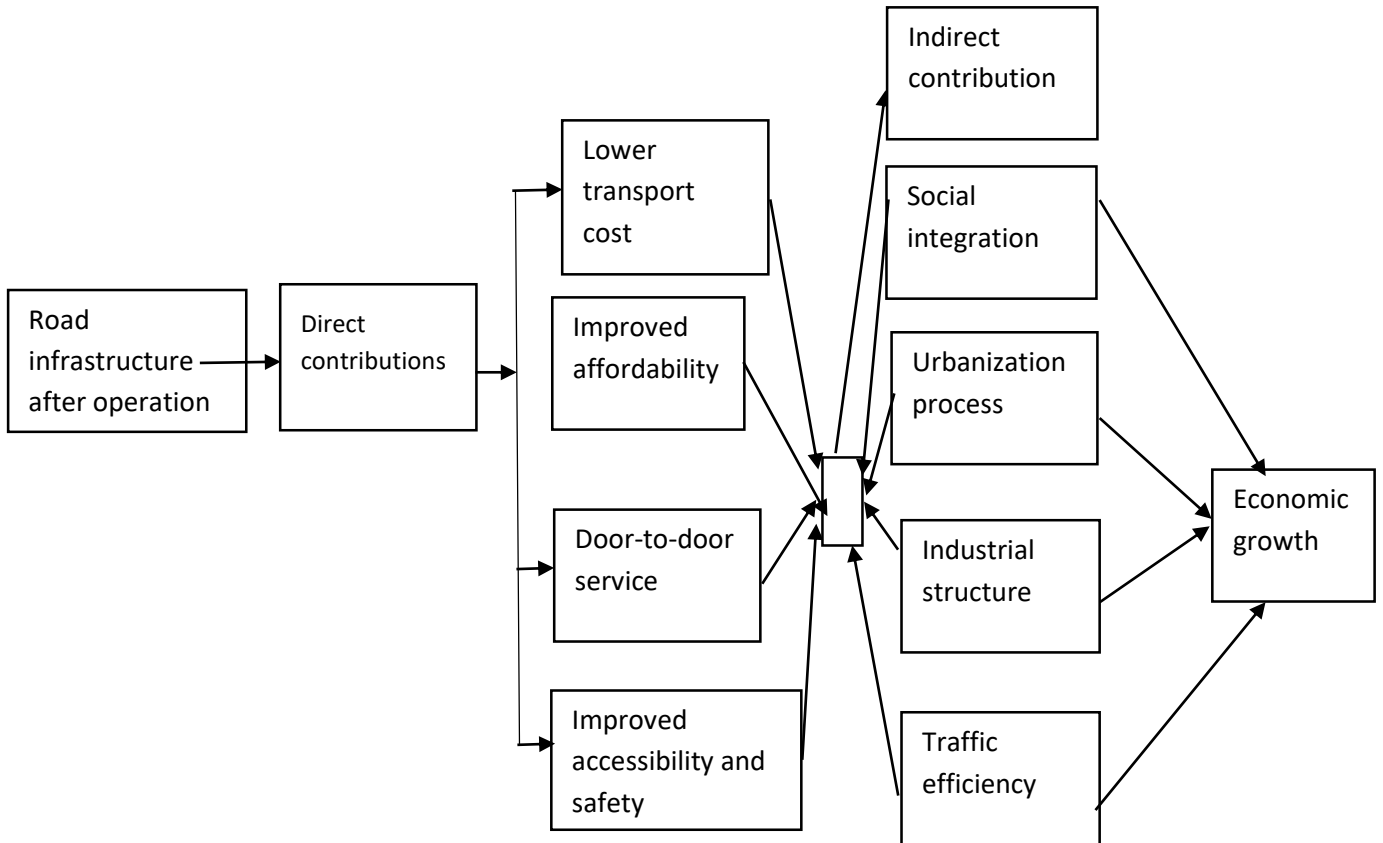 Road
infrastructure
after operation
Direct
contributions
Lower
transport
cost
Improved
affordability
Door-to-door
service
Improved
accessibility and
safety
Indirect
contribution
Social
integration
Urbanization
process
Industrial
structure
Traffic
efficiency
Economic
growth